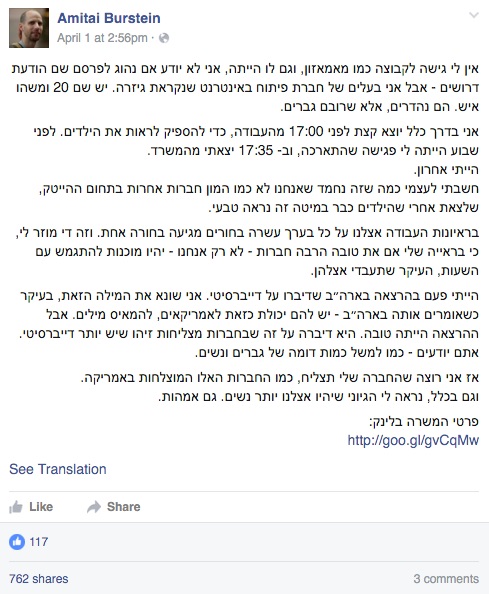 Amitai Burstein
April 1 at 2:56pm ·
אין לי גישה לקבוצה כמו מאמאזון, וגם לו הייתה, אני לא יודע אם נהוג לפרסם שם הודעת
דרושים - אבל אני בעלים של חברת פיתוח באינטרנט שנקראת גיזרה. יש שם 20 ומשהו
איש. הם נהדרים, אלא שרובם גברים.
אני בדרך כלל יוצא קצת לפני 17:00 מהעבודה, כדי להספיק לראות את הילדים. לפני
שבוע הייתה לי פגישה שהתארכה, וב- 17:35 יצאתי מהמשרד.
הייתי אחרון.
חשבתי לעצמי כמה שזה נחמד שאנחנו לא כמו המון חברות אחרות בתחום ההייטק,
שלצאת אחרי שהילדים כבר במיטה זה נראה טבעי.
בראיונות העבודה אצלנו על כל בערך עשרה בחורים מגיעה בחורה אחת. וזה די מוזר לי,
כי בראייה שלי אם את טובה הרבה חברות - לא רק אנחנו - יהיו מוכנות להתגמש עם
השעות, העיקר שתעבדי אצלהן.
הייתי פעם בהרצאה בארה״ב שדיברו על דייברסיטי. אני שונא את המילה הזאת, בעיקר
כשאומרים אותה בארה״ב - יש להם יכולת כזאת לאמריקאים, להמאיס מילים. אבל
ההרצאה הייתה טובה. היא דיברה על זה שבחברות מצליחות זיהו שיש יותר דייברסיטי.
אתם יודעים - כמו למשל כמות דומה של גברים ונשים.
אז אני רוצה שהחברה שלי תצליח, כמו החברות האלו המוצלחות באמריקה.
וגם בכלל, נראה לי הגיוני שיהיו אצלנו יותר נשים. גם אמהות.
פרטי המשרה בלינק:
http://goo.gl/gvCqMw
See Translation
Like Share
117
762 shares 3 comments